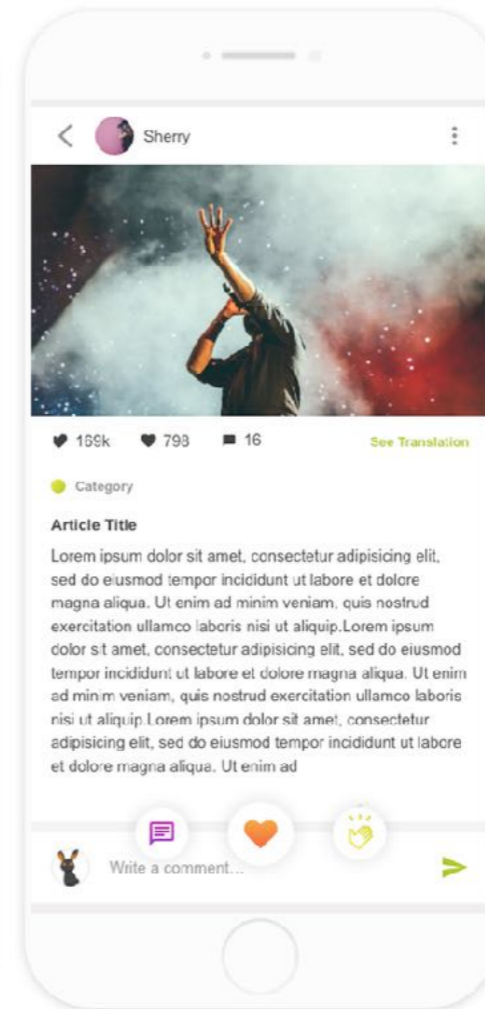 Sherry
169k 798 16 See Translation
Category
Article Title
Lorem ipsum dolor sit amet, consectetur adipisicing elit,
sed do eiusmod tempor incididunt ut labore et dolore
magna aliqua. Ut enim ad minim veniam, quis nostrud
exercitation ullamco laboris nisi ut aliquip.Lorem ipsum
dolor sit amet, consectetur adipisicing elit, sed do eiusmod
tempor incididunt ut labore et dolore magna aliqua. Ut enim
ad minim veniam, quis nostrud exercitation ullamco laboris
nisi ut aliquip.Lorem ipsum dolor sit amet, consectetur
adipisicing elit, sed do eiusmod tempor incididunt ut labore
et dolore magna aliqua. Ut enim ad
Write a comment...